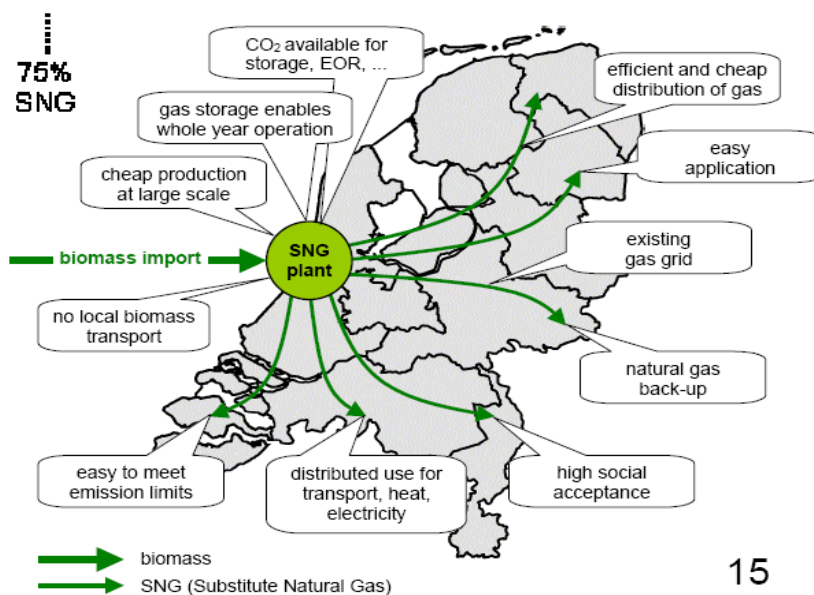 75%
SNG
CO₂ available for
storage, EOR, ...
gas storage enables
whole year operation
cheap production
at large scale
biomass import
SNG
plant
no local biomass
transport
efficient and cheap
distribution of gas
easy
application
existing
gas grid
natural gas
back-up
easy to meet
emission limits
distributed use for
transport, heat,
electricity
high social
acceptance
biomass
SNG (Substitute Natural Gas)
15